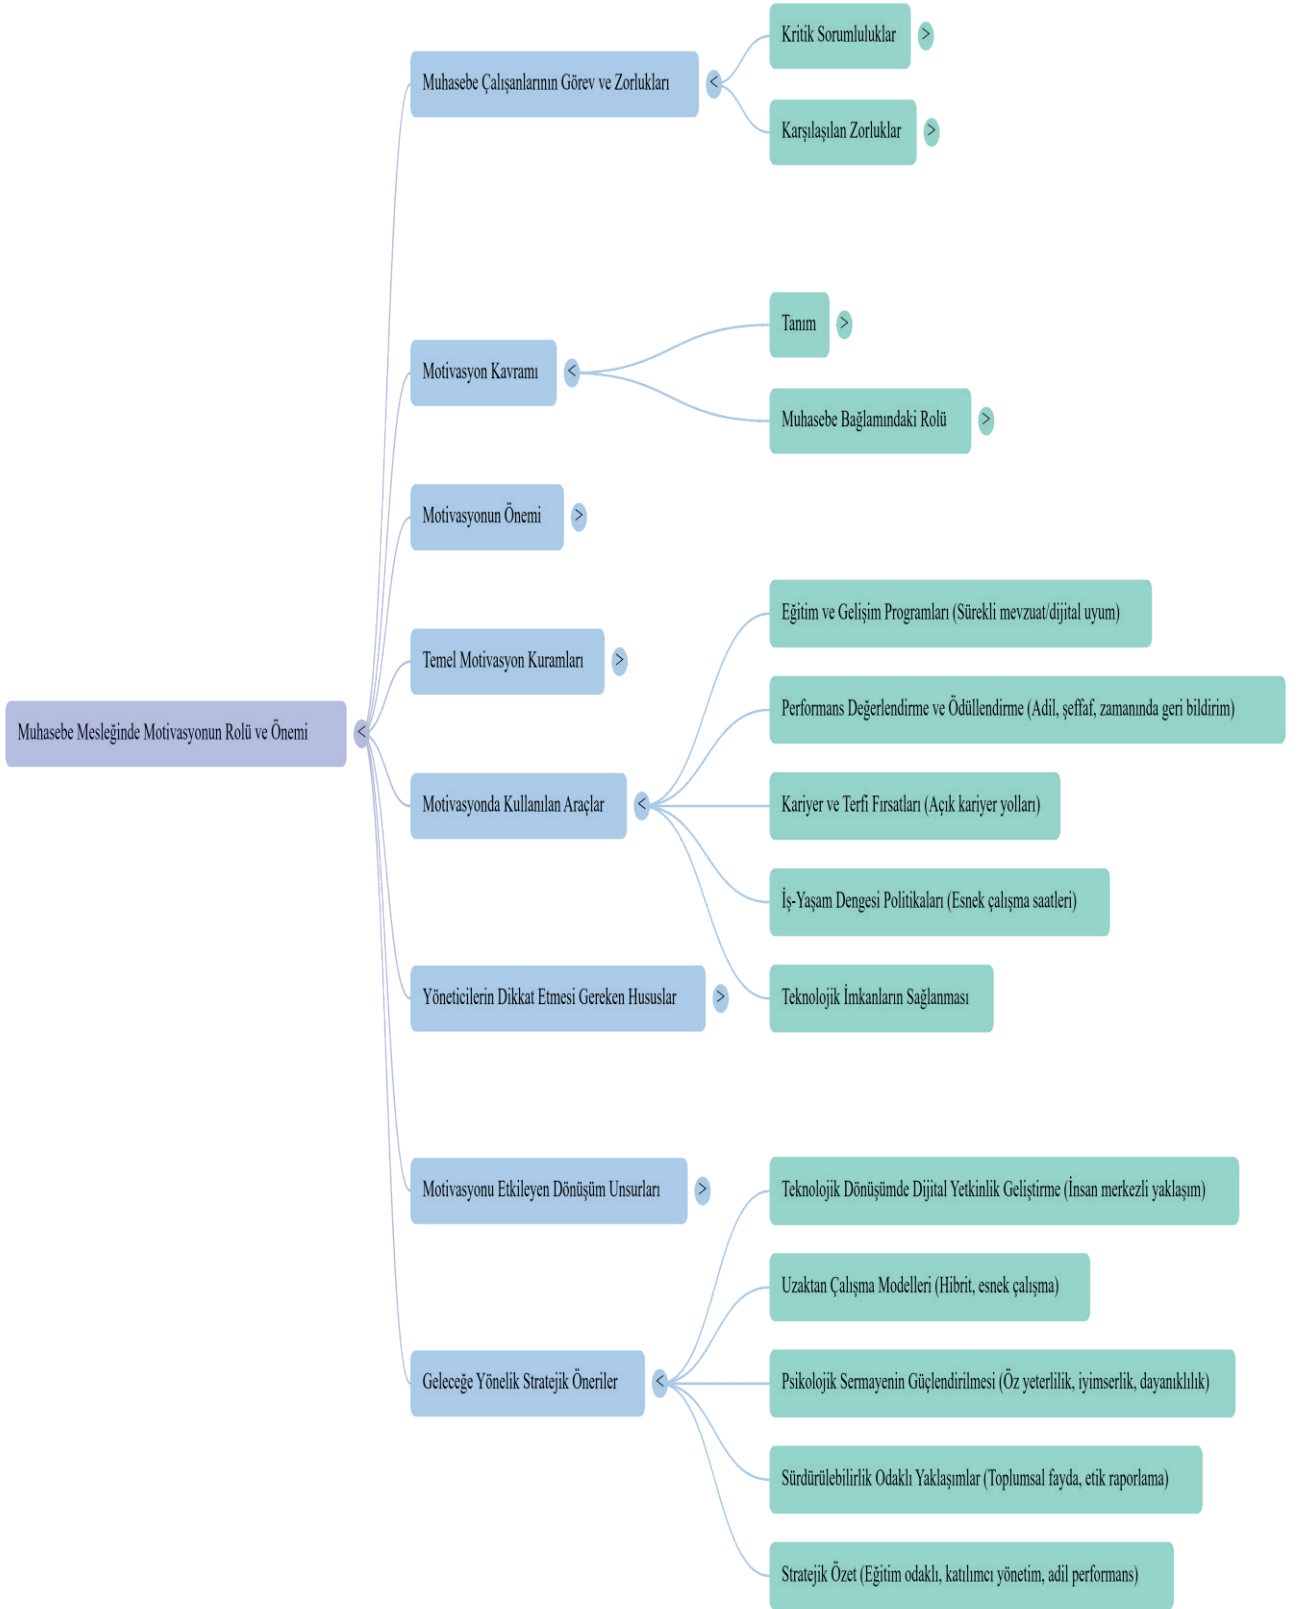 Muhasebe Mesleğinde Motivasyonun Rolü ve Önemi <
Muhasebe Çalışanlarının Görev ve Zorlukları <
Kritik Sorumluluklar >
Karşılaşılan Zorluklar >
Motivasyon Kavramı <
Tanım >
Muhasebe Bağlamındaki Rolü >
Motivasyonun Önemi >
Temel Motivasyon Kuramları >
Motivasyonda Kullanılan Araçlar <
Eğitim ve Gelişim Programları (Sürekli mevzuat/dijital uyum)
Performans Değerlendirme ve Ödüllendirme (Adil, şeffaf, zamanında geri bildirim)
Kariyer ve Terfi Fırsatları (Açık kariyer yolları)
İş-Yaşam Dengesi Politikaları (Esnek çalışma saatleri)
Teknolojik İmkanların Sağlanması
Yöneticilerin Dikkat Etmesi Gereken Hususlar >
Motivasyonu Etkileyen Dönüşüm Unsurları >
Geleceğe Yönelik Stratejik Öneriler <
Teknolojik Dönüşümde Dijital Yetkinlik Geliştirme (İnsan merkezli yaklaşım)
Uzaktan Çalışma Modelleri (Hibrit, esnek çalışma)
Psikolojik Sermayenin Güçlendirilmesi (Öz yeterlilik, iyimserlik, dayanıklılık)
Sürdürülebilirlik Odaklı Yaklaşımlar (Toplumsal fayda, etik raporlama)
Stratejik Özet (Eğitim odaklı, katılımcı yönetim, adil performans)